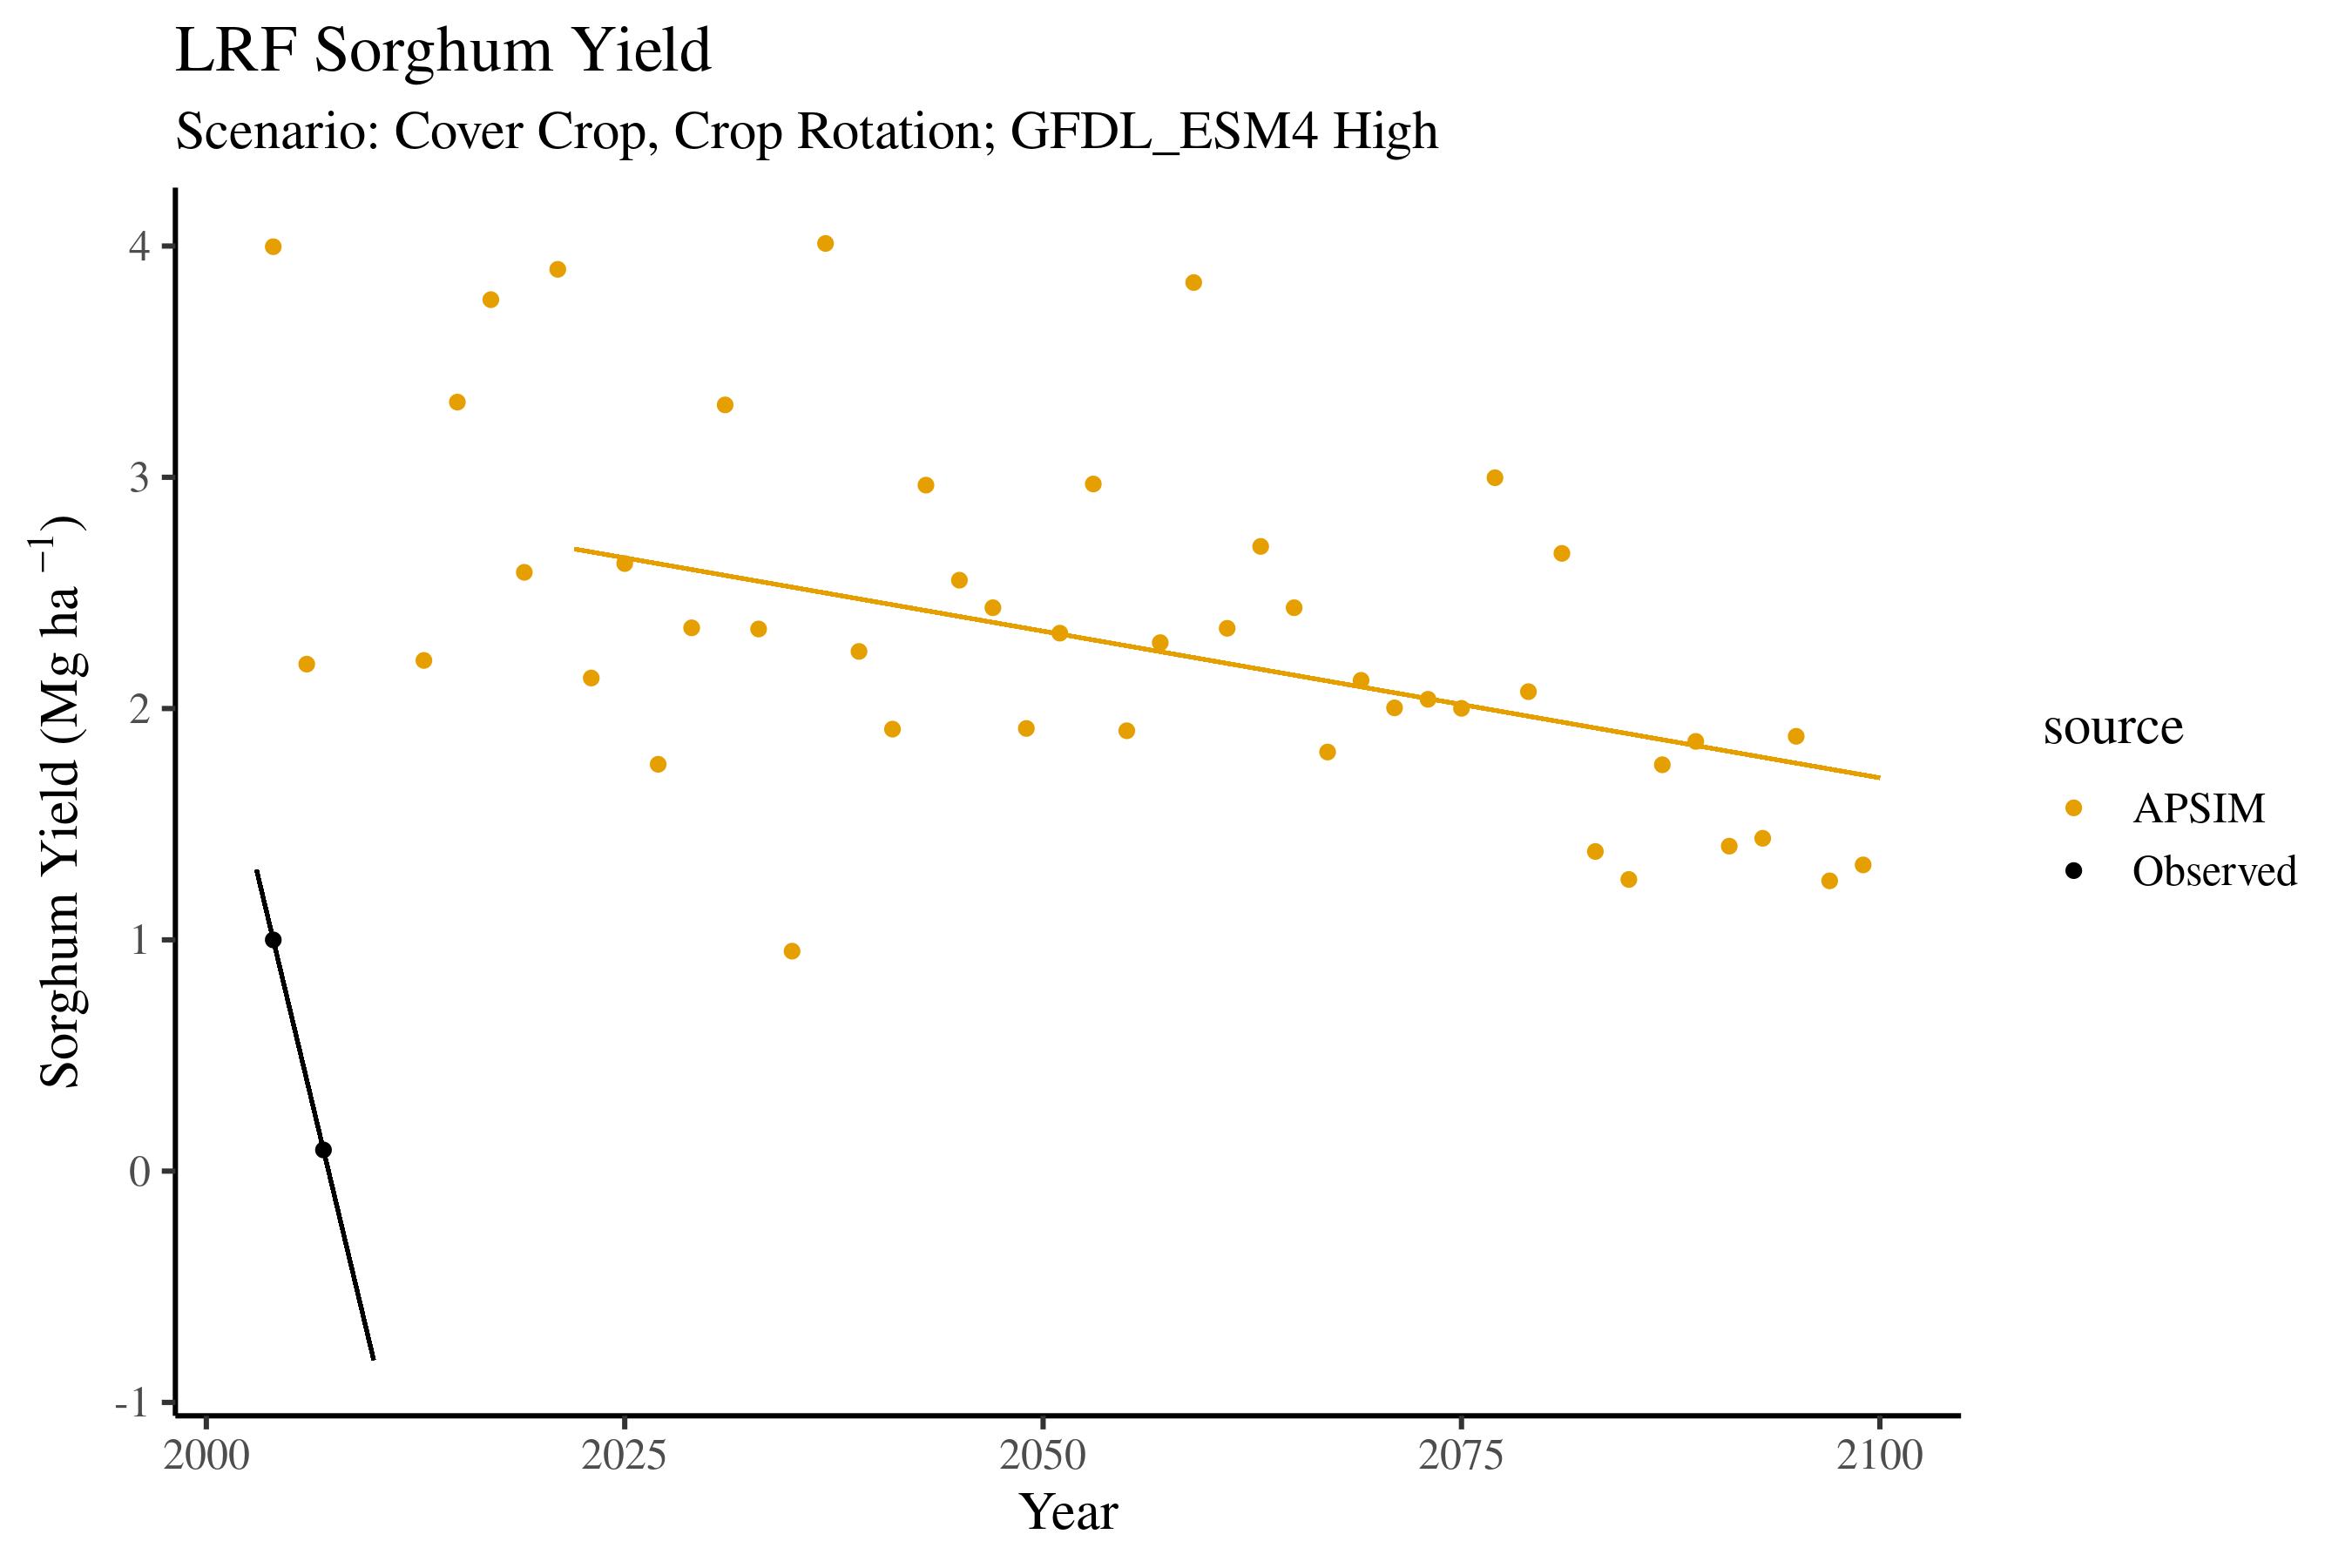 LRF Sorghum Yield
Scenario: Cover Crop, Crop Rotation; GFDL_ESM4 High
Sorghum Yield (Mg ha ⁻¹)
4
3
2
1
0
-1
2000 2025 2050 2075 2100
Year
source
APSIM
Observed